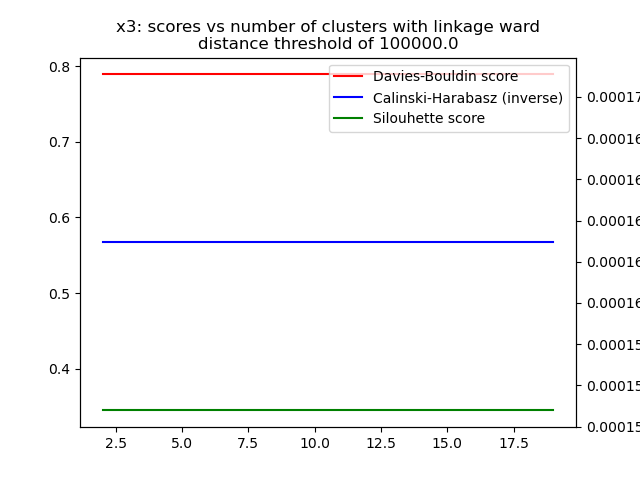 x3: scores vs number of clusters with linkage ward
distance threshold of 100000.0
Davies-Bouldin score
Calinski-Harabasz (inverse)
Silouhette score
0.8
0.7
0.6
0.5
0.4
0.00017
0.00016
0.00016
0.00016
0.00016
0.00016
0.00015
0.00015
0.00015
2.5 5.0 7.5 10.0 12.5 15.0 17.5